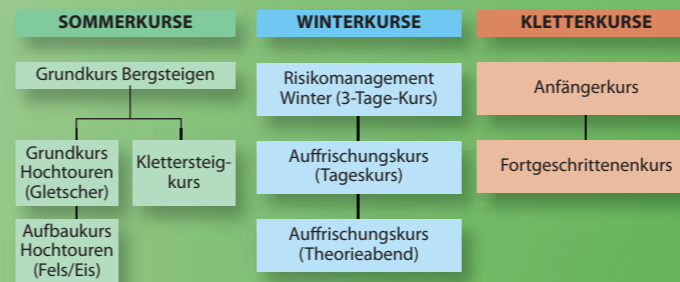 SOMMERKURSE
Grundkurs Bergsteigen
Grundkurs
Hochtouren
(Gletscher)
Klettersteig-
kurs
Aufbaukurs
Hochtouren
(Fels/Eis)
WINTERKURSE
Risikomanagement
Winter (3-Tage-Kurs)
Auffrischungskurs
(Tageskurs)
Auffrischungskurs
(Theorieabend)
KLETTERKURSE
Anfängerkurs
Fortgeschrittenenkurs